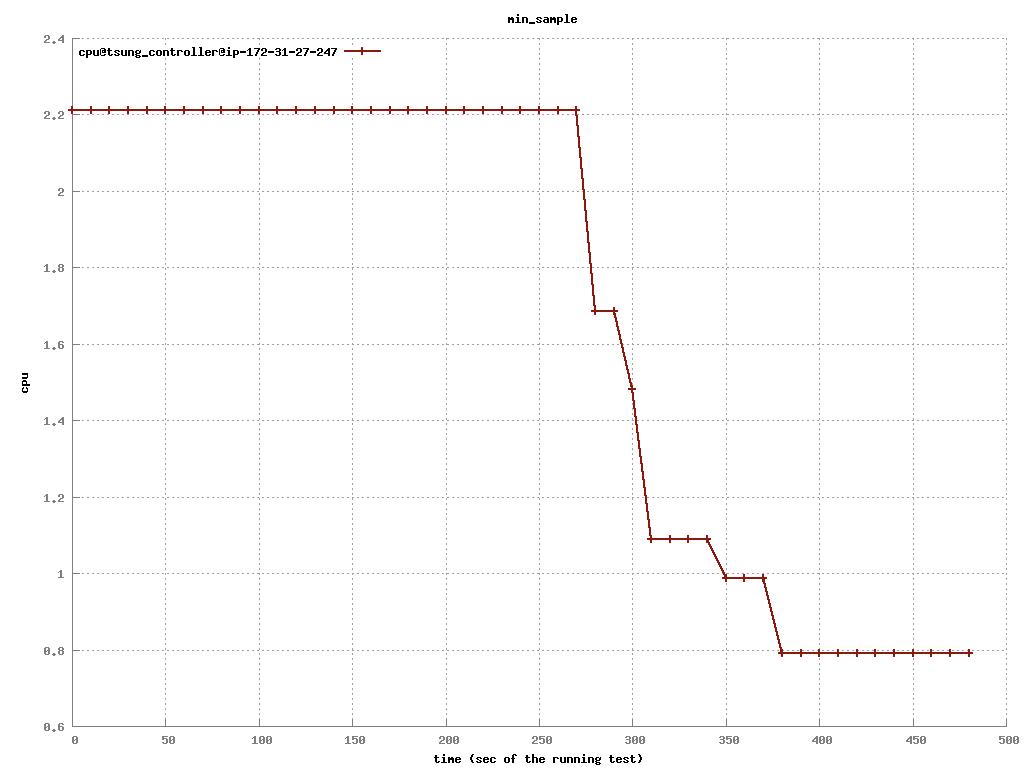 min_sample
cpu@tsung_controller@ip-172-31-27-247
2.4
2.2
2
1.8
1.6
1.4
1.2
1
0.8
0.6
cpu
0 50 100 150 200 250 300 350 400 450 500
time (sec of the running test)